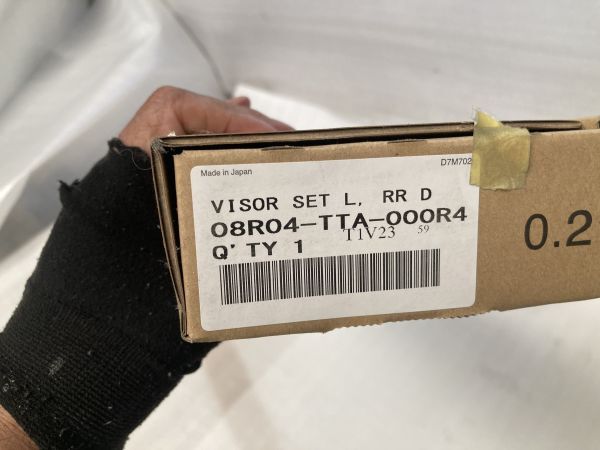 Made in Japan
D7M702
VISOR SET L, RR D
08R04-TTA-000R4
Q'TY 1
T1V23 59
0.2